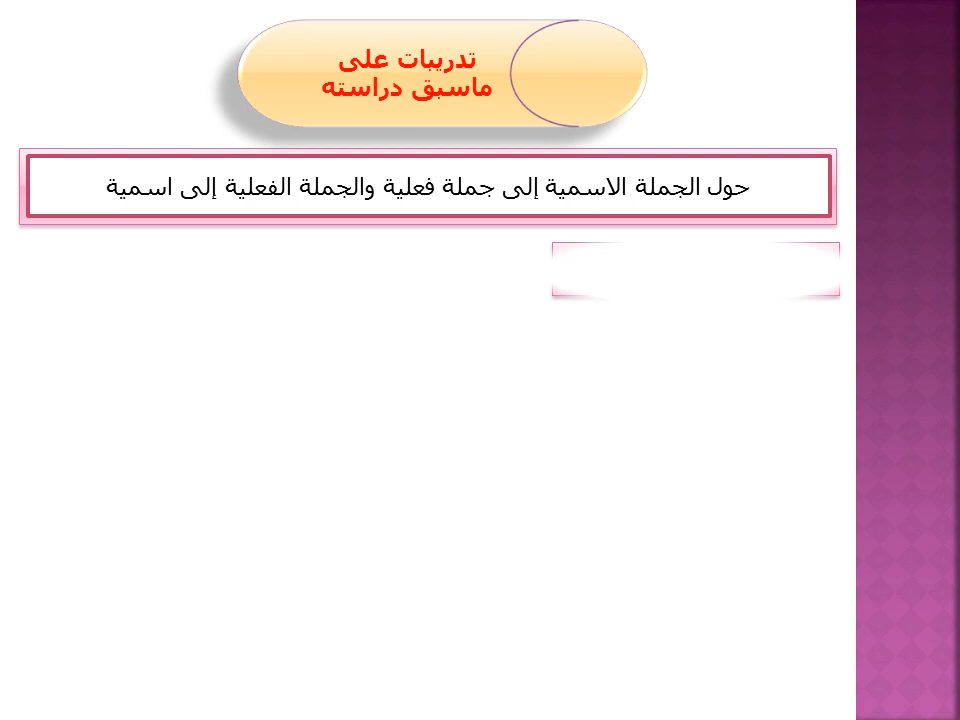 تدريبات على
ماسبق دراسته
حول الجملة الاسمية إلى جملة فعلية والجملة الفعلية إلى اسمية